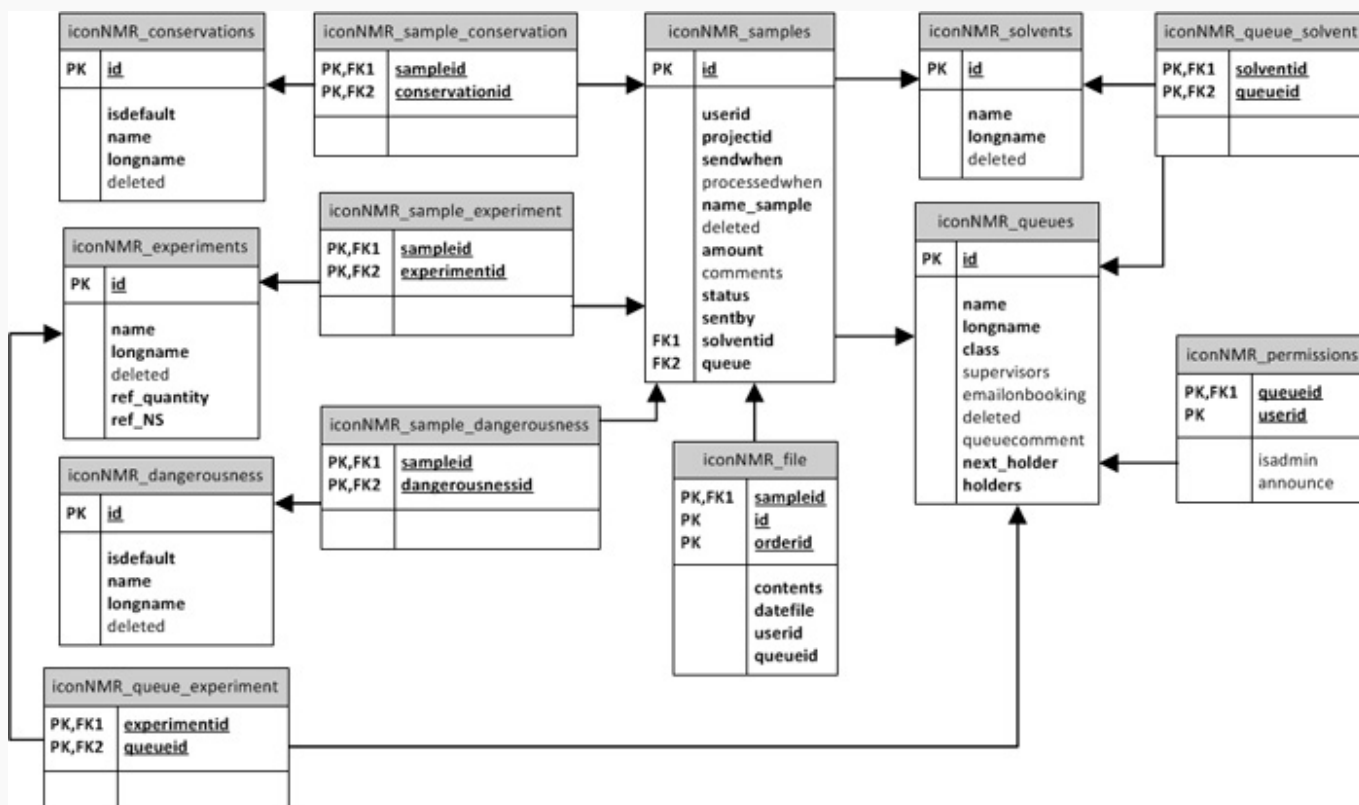 iconNMR_conservations
PK id
isdefault
name
longname
deleted
iconNMR_sample_conservation
PK,FK1 sampleid
PK,FK2 conservationid
iconNMR_samples
PK id
userid
projectid
sendwhen
processedwhen
name_sample
deleted
amount
comments
status
sentby
FK1 solventid
FK2 queue
iconNMR_solvents
PK id
name
longname
deleted
iconNMR_queue_solvent
PK,FK1 solventid
PK,FK2 queueid
iconNMR_sample_experiment
PK,FK1 sampleid
PK,FK2 experimentid
iconNMR_experiments
PK id
name
longname
deleted
ref_quantity
ref_NS
iconNMR_queues
PK id
name
longname
class
supervisors
emailonbooking
deleted
queuecomment
next_holder
holders
iconNMR_permissions
PK,FK1 queueid
PK userid
isadmin
announce
iconNMR_sample_dangerousness
PK,FK1 sampleid
PK,FK2 dangerousnessid
iconNMR_file
PK,FK1 sampleid
PK id
PK orderid
contents
datefile
userid
queueid
iconNMR_dangerousness
PK id
isdefault
name
longname
deleted
iconNMR_queue_experiment
PK,FK1 experimentid
PK,FK2 queueid